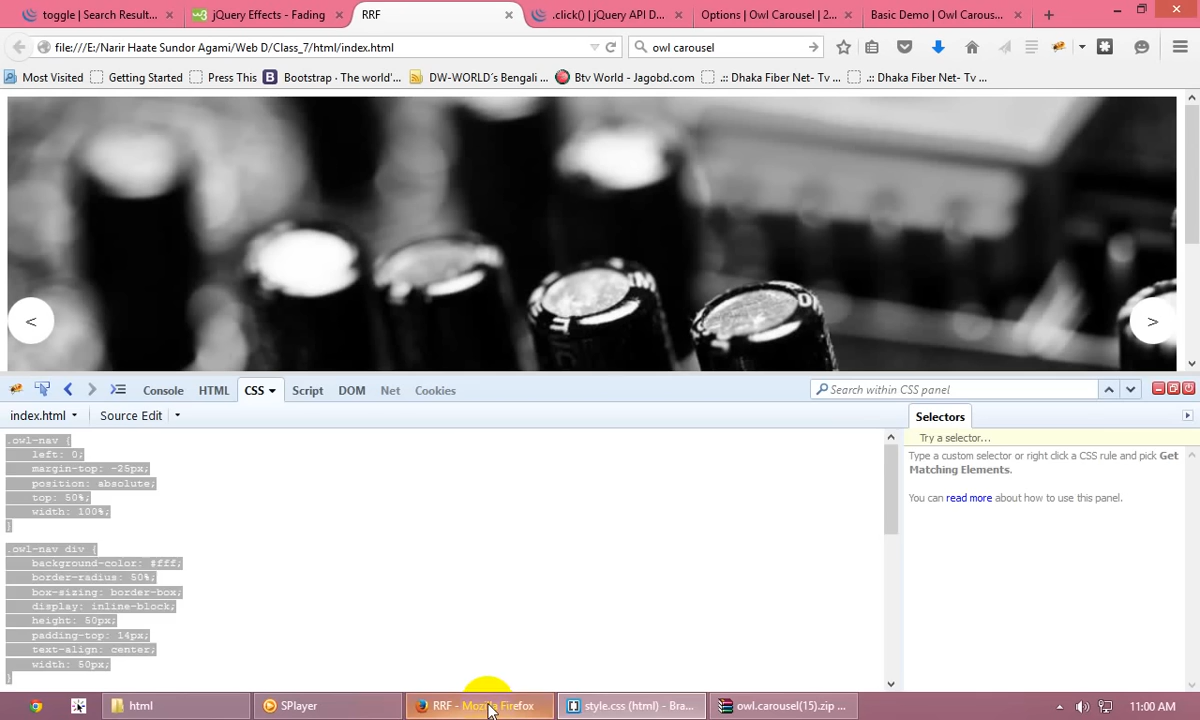 toggle | Search Result...
jQuery Effects - Fading
RRF
.click() | jQuery API D...
Options | Owl Carousel | 2...
Basic Demo | Owl Carous...
file:///E:/Narir Haate Sundor Agami/Web D/Class_7/html/index.html
owl carousel
Most Visited
Getting Started
Press This
Bootstrap · The world'...
DW-WORLD´s Bengali ...
Btv World - Jagobd.com
.:: Dhaka Fiber Net- Tv ...
.:: Dhaka Fiber Net- Tv ...
<
>
Console
HTML
CSS
Script
DOM
Net
Cookies
Search within CSS panel
index.html
Source Edit
Selectors
.owl-nav {
left: 0;
margin-top: -25px;
position: absolute;
top: 50%;
width: 100%;
}
.owl-nav div {
background-color: #fff;
border-radius: 50%;
box-sizing: border-box;
display: inline-block;
height: 50px;
padding-top: 14px;
text-align: center;
width: 50px;
}
Try a selector...
Type a custom selector or right click a CSS rule and pick Get
Matching Elements.
You can read more about how to use this panel.
html
SPlayer
RRF - Mozilla Firefox
style.css (html) - Bra...
owl.carousel(15).zip ...
11:00 AM